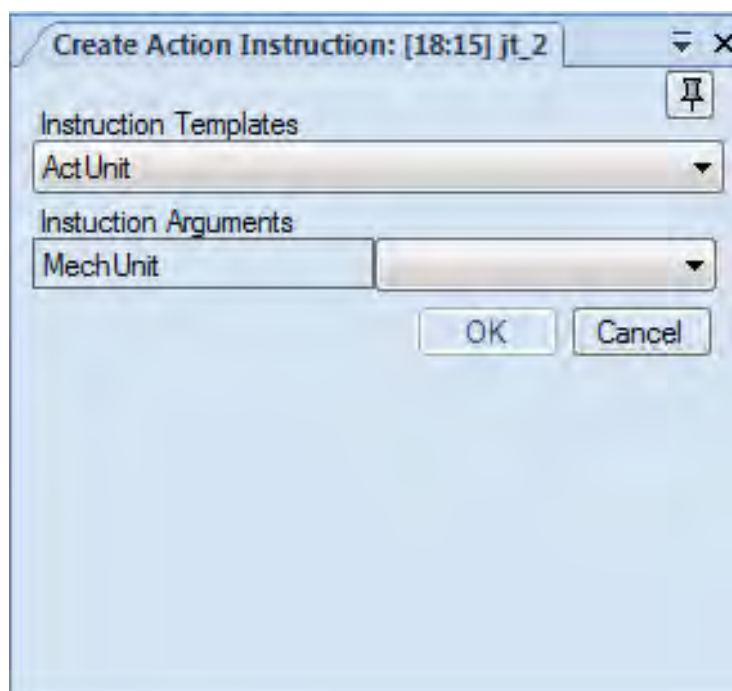 Create Action Instruction: [18:15] jt_2
Instruction Templates
ActUnit
Instuction Arguments
MechUnit
OK Cancel